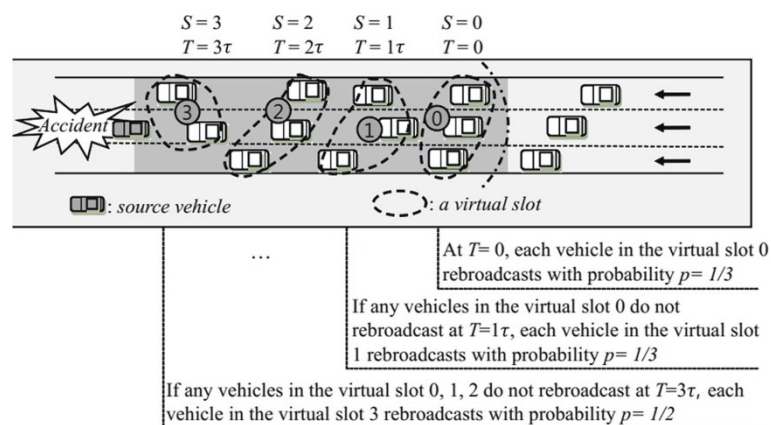 S=3 S=2 S=1 S=0
T=3τ T=2τ T=1τ T=0
Accident
3 2 1 0
: source vehicle : a virtual slot
...
At T= 0, each vehicle in the virtual slot 0
rebroadcasts with probability p= 1/3
If any vehicles in the virtual slot 0 do not
rebroadcast at T=1τ, each vehicle in the virtual slot
1 rebroadcasts with probability p= 1/3
If any vehicles in the virtual slot 0, 1, 2 do not rebroadcast at T=3τ, each
vehicle in the virtual slot 3 rebroadcasts with probability p= 1/2